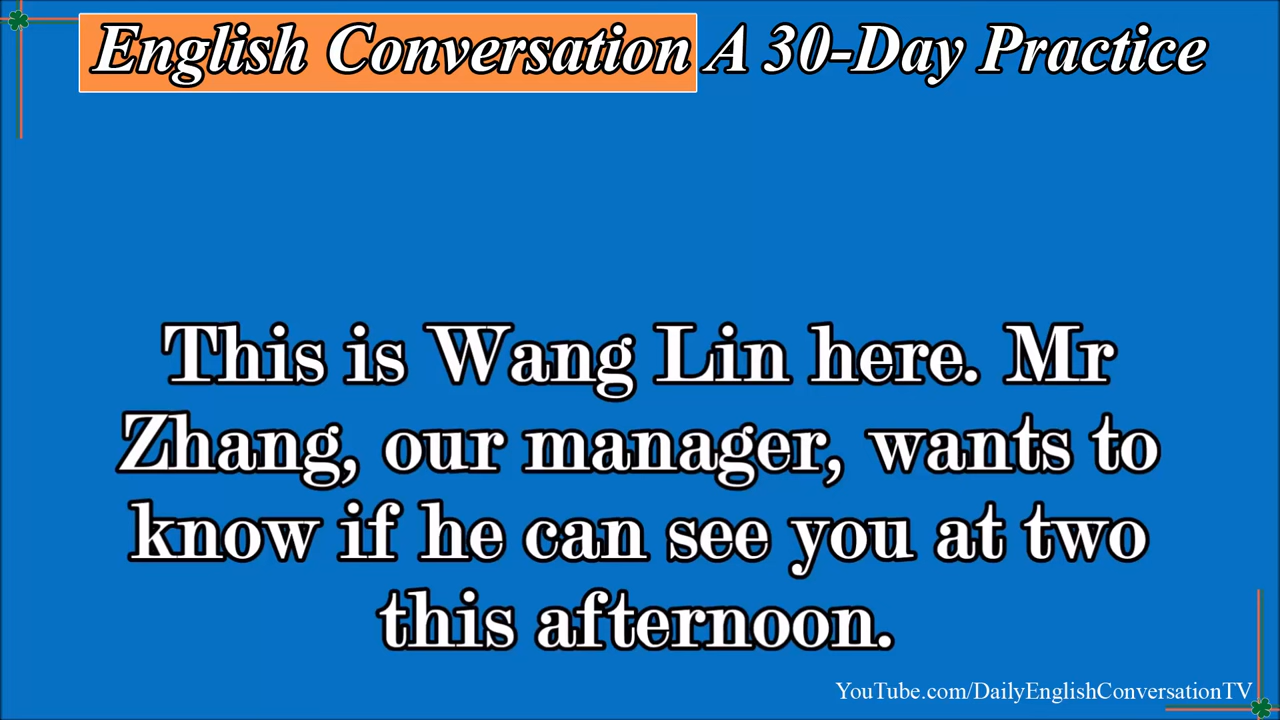 English Conversation A 30-Day Practice
This is Wang Lin here. Mr
Zhang, our manager, wants to
know if he can see you at two
this afternoon.
YouTube.com/DailyEnglishConversationTV